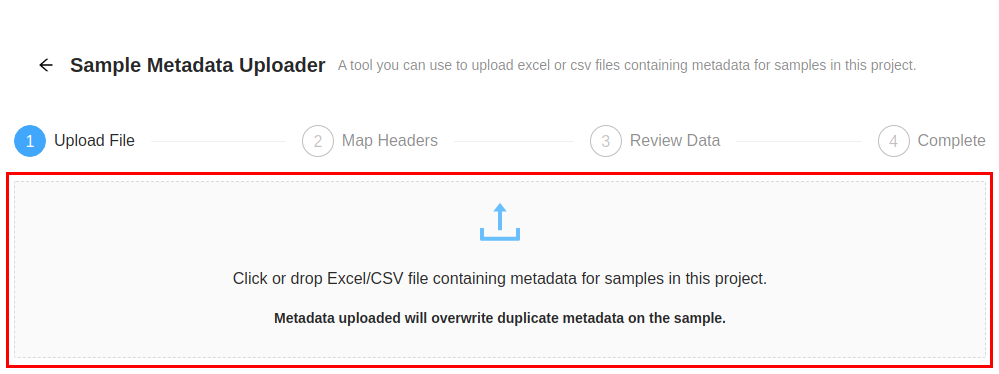 Sample Metadata Uploader A tool you can use to upload excel or csv files containing metadata for samples in this project.
1 Upload File 2 Map Headers 3 Review Data 4 Complete
Click or drop Excel/CSV file containing metadata for samples in this project.
Metadata uploaded will overwrite duplicate metadata on the sample.